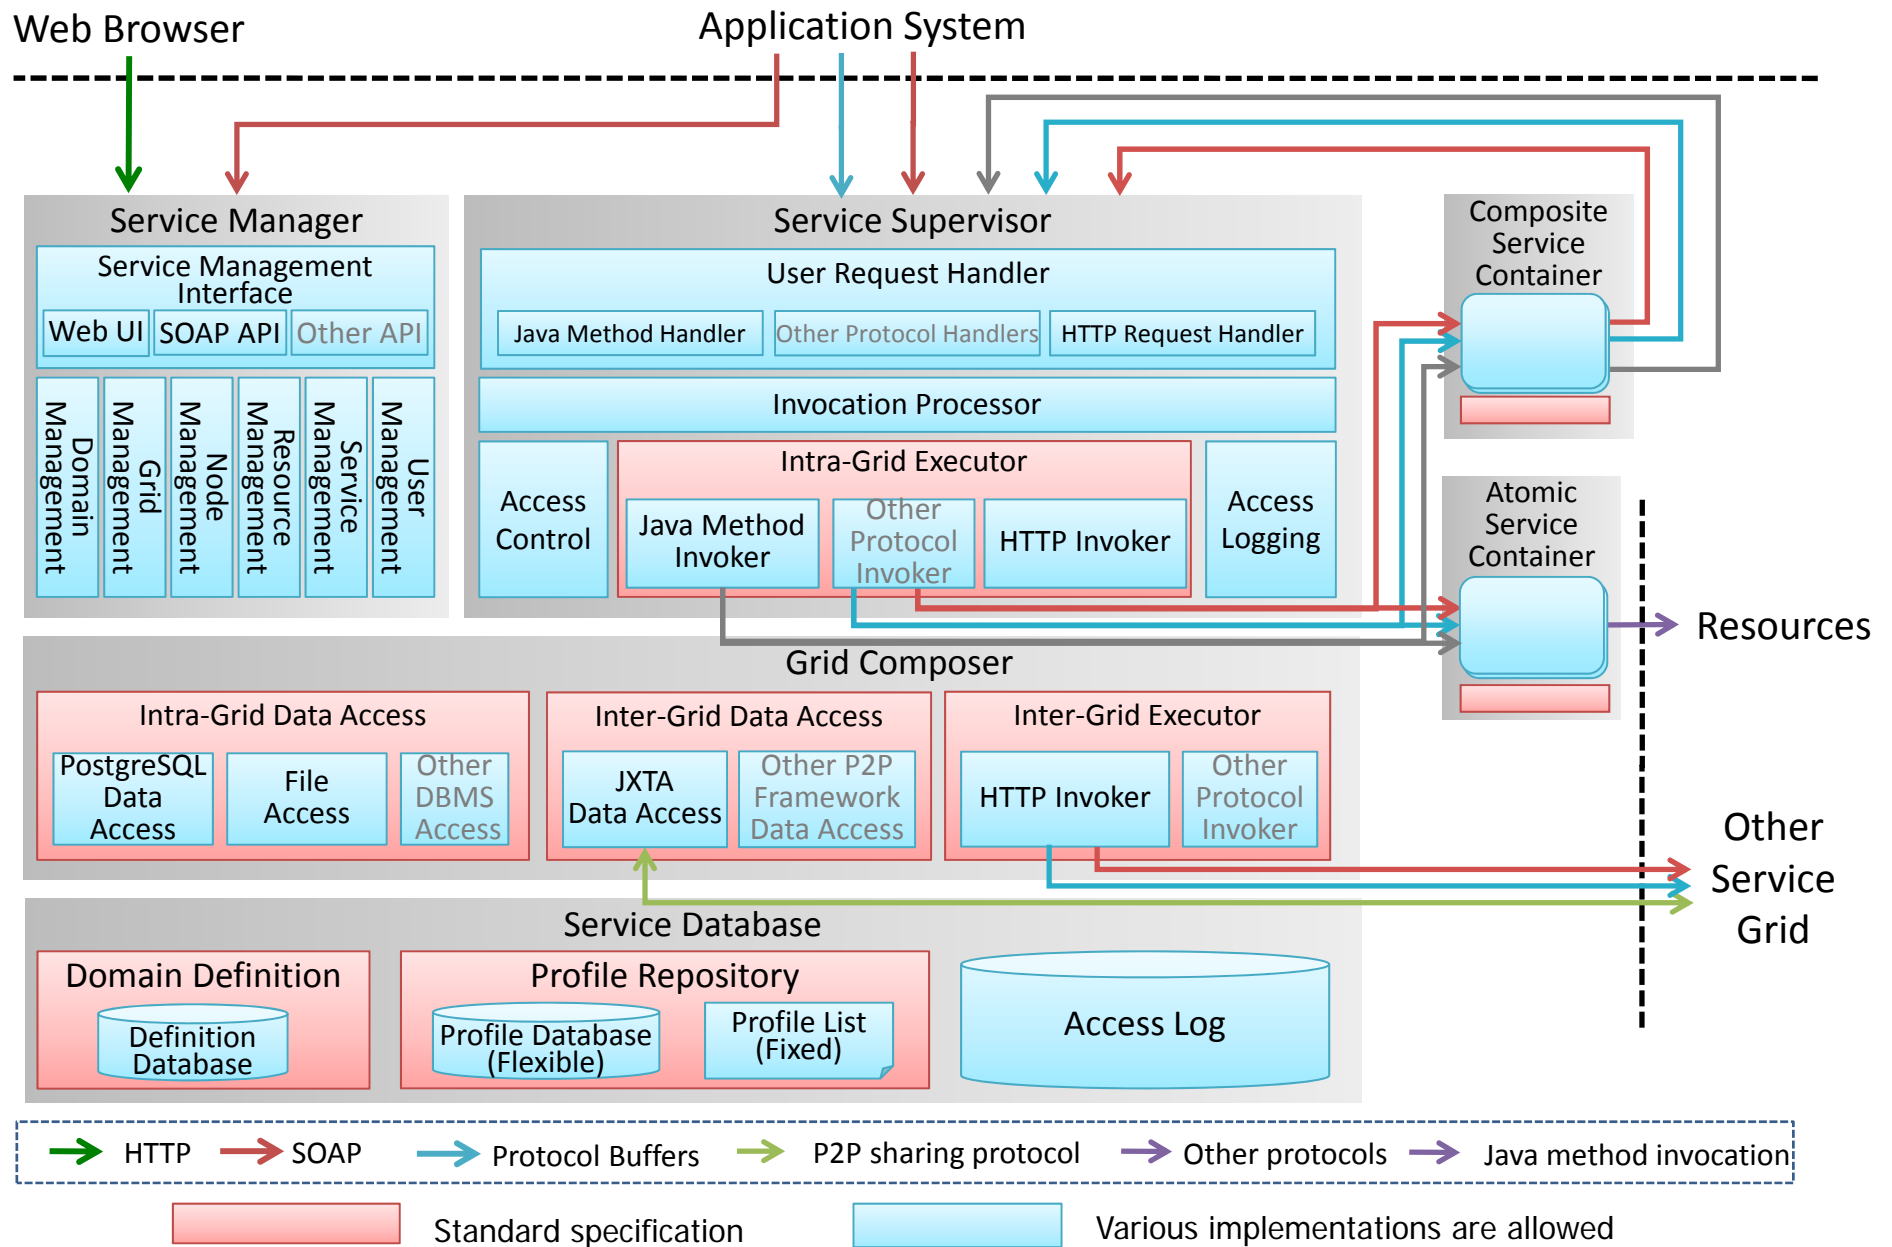 Web Browser
Application System
Service Manager
Service Management
Interface
Web UI
SOAP API
Other API
Domain
Management
Grid
Management
Node
Management
Resource
Management
Service
Management
User
Management
Service Supervisor
User Request Handler
Java Method Handler
Other Protocol Handlers
HTTP Request Handler
Invocation Processor
Access
Control
Intra-Grid Executor
Java Method
Invoker
Other
Protocol
Invoker
HTTP Invoker
Access
Logging
Composite
Service
Container
Atomic
Service
Container
Resources
Grid Composer
Intra-Grid Data Access
PostgreSQL
Data
Access
File
Access
Other
DBMS
Access
Inter-Grid Data Access
JXTA
Data Access
Other P2P
Framework
Data Access
Inter-Grid Executor
HTTP Invoker
Other
Protocol
Invoker
Other
Service
Grid
Service Database
Domain Definition
Definition
Database
Profile Repository
Profile Database
(Flexible)
Profile List
(Fixed)
Access Log
HTTP
SOAP
Protocol Buffers
P2P sharing protocol
Other protocols
Java method invocation
Standard specification
Various implementations are allowed